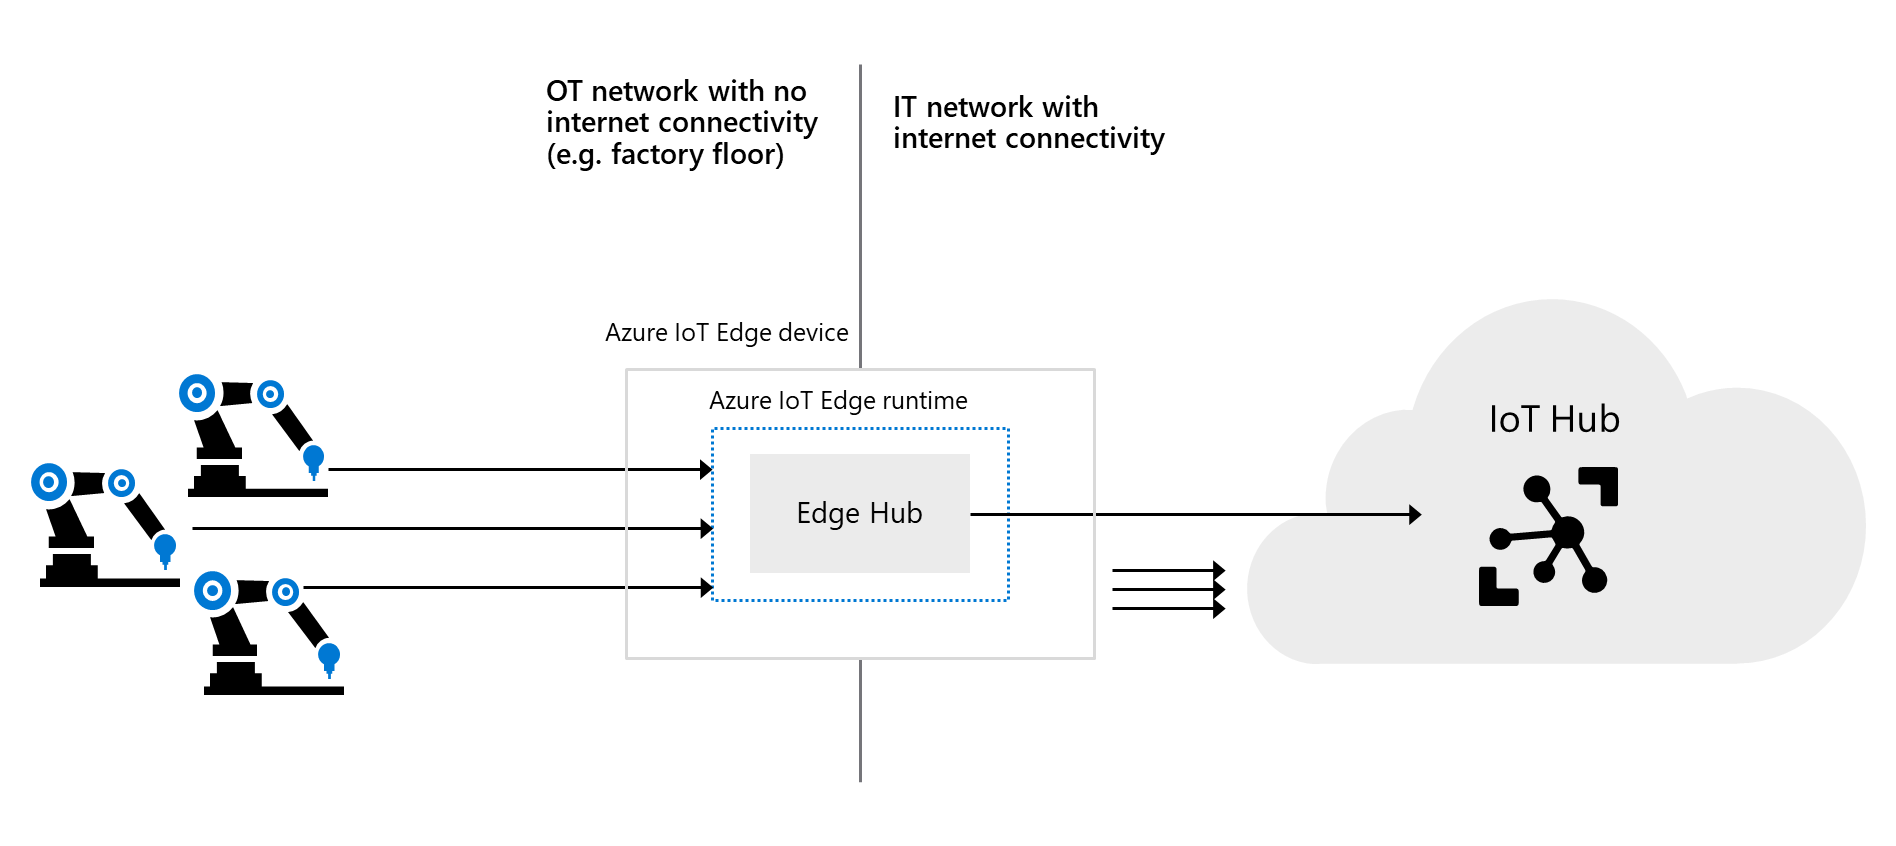 OT network with no
internet connectivity
(e.g. factory floor)
IT network with
internet connectivity
Azure IoT Edge device
Azure IoT Edge runtime
Edge Hub
IoT Hub